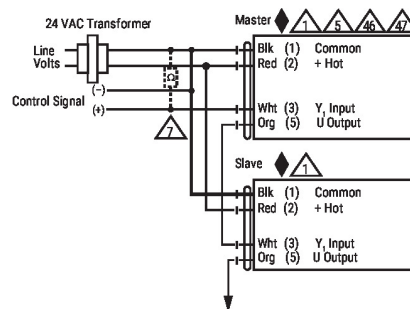 24 VAC Transformer
Master 1 5 46 47
Line
Volts
Blk (1) Common
Red (2) + Hot
Ω
(–)
Control Signal
(+)
Wht (3) Y₁ Input
Org (5) U Output
7
Slave 1
Blk (1) Common
Red (2) + Hot
Wht (3) Y₁ Input
Org (5) U Output